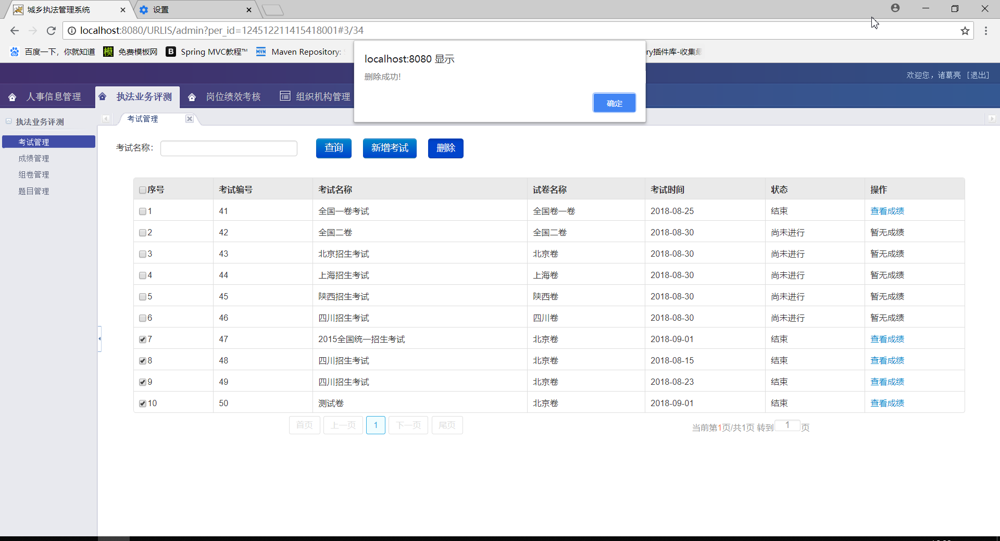 城乡执法管理系统
设置
localhost:8080/URLIS/admin?per_id=124512211415418001#3/34
百度一下，你就知道
模 免费模板网
B Spring MVC教程™
MVN Maven Repository:
ry插件库-收集
localhost:8080 显示
删除成功!
确定
欢迎您，诸葛亮 [退出]
人事信息管理 执法业务评测 岗位绩效考核 组织机构管理
执法业务评测
考试管理
成绩管理
组卷管理
题目管理
考试管理
考试名称： 查询 新增考试 删除
序号 考试编号 考试名称 试卷名称 考试时间 状态 操作
1 41 全国一卷考试 全国卷一卷 2018-08-25 结束 查看成绩
2 42 全国二卷 全国二卷 2018-08-30 尚未进行 暂无成绩
3 43 北京招生考试 北京卷 2018-08-30 尚未进行 暂无成绩
4 44 上海招生考试 上海卷 2018-08-30 尚未进行 暂无成绩
5 45 陕西招生考试 陕西卷 2018-08-30 尚未进行 暂无成绩
6 46 四川招生考试 四川卷 2018-08-30 尚未进行 暂无成绩
7 47 2015全国统一招生考试 北京卷 2018-09-01 结束 查看成绩
8 48 四川招生考试 北京卷 2018-08-15 结束 查看成绩
9 49 四川招生考试 北京卷 2018-08-23 结束 查看成绩
10 50 测试卷 北京卷 2018-09-01 结束 查看成绩
首页 上一页 1 下一页 尾页
当前第1页/共1页 转到 1 页